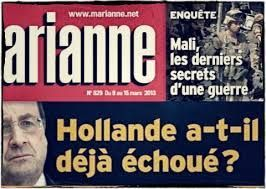 www.marianne.net
arianne
N° 829 Du 9 au 15 mars 2013
ENQUÊTE
Mali,
les derniers
secrets
d'une guerre
Hollande a-t-il
déjà échoué ?